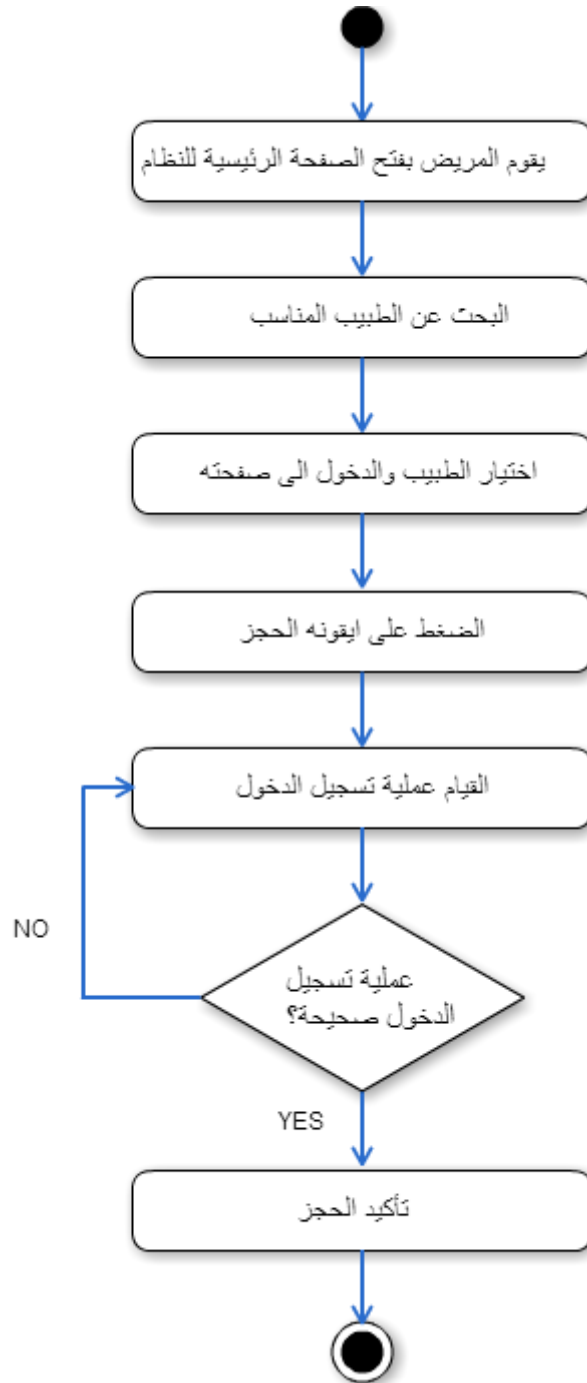 يقوم المريض بفتح الصفحة الرئيسية للنظام
البحث عن الطبيب المناسب
اختيار الطبيب والدخول الى صفحته
الضغط على ايقونه الحجز
القيام عملية تسجيل الدخول
NO
عملية تسجيل
الدخول صحيحة؟
YES
تأكيد الحجز